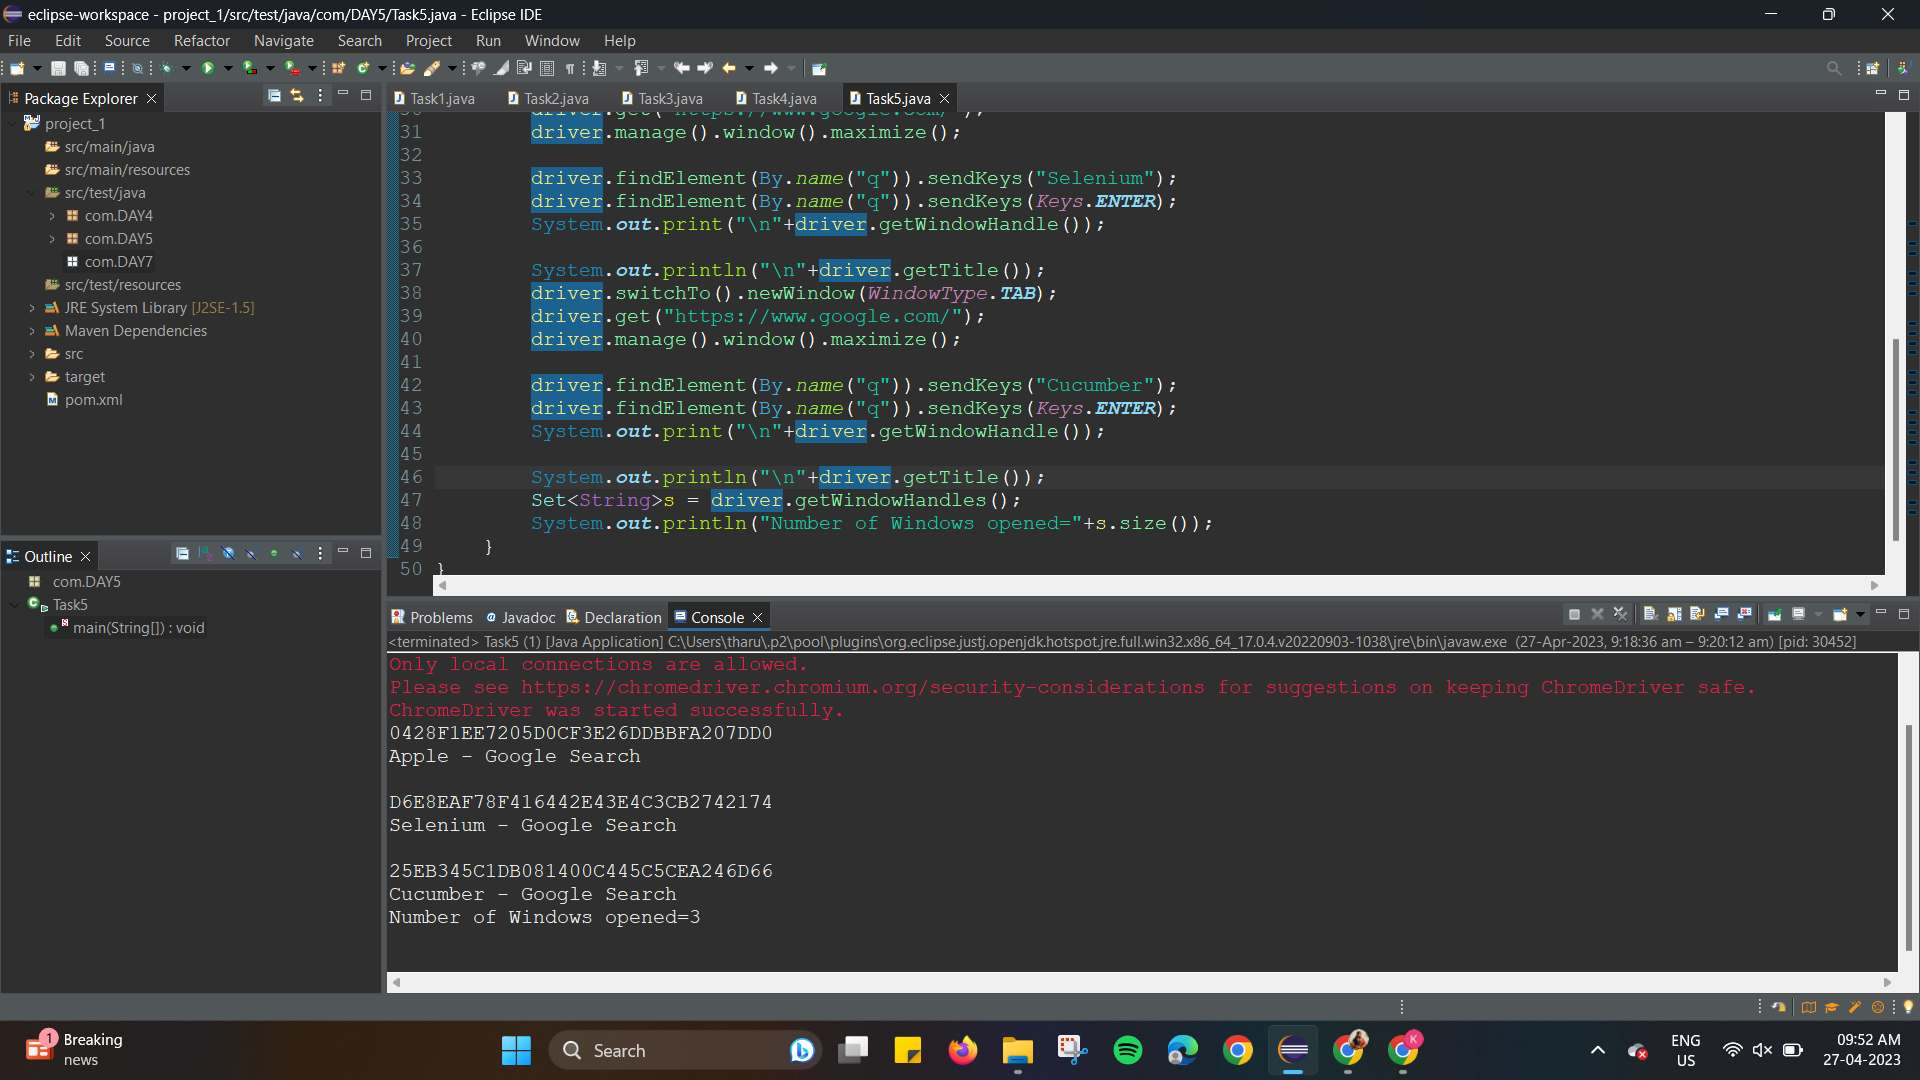 eclipse-workspace - project_1/src/test/java/com/DAY5/Task5.java - Eclipse IDE
File Edit Source Refactor Navigate Search Project Run Window Help
Package Explorer
project_1
src/main/java
src/main/resources
src/test/java
com.DAY4
com.DAY5
com.DAY7
src/test/resources
JRE System Library [J2SE-1.5]
Maven Dependencies
src
target
pom.xml
Outline
com.DAY5
Task5
main(String[]) : void
Task1.java Task2.java Task3.java Task4.java Task5.java
30 driver.get("https://www.google.com/");
31 driver.manage().window().maximize();
32
33 driver.findElement(By.name("q")).sendKeys("Selenium");
34 driver.findElement(By.name("q")).sendKeys(Keys.ENTER);
35 System.out.print("\n"+driver.getWindowHandle());
36
37 System.out.println("\n"+driver.getTitle());
38 driver.switchTo().newWindow(WindowType.TAB);
39 driver.get("https://www.google.com/");
40 driver.manage().window().maximize();
41
42 driver.findElement(By.name("q")).sendKeys("Cucumber");
43 driver.findElement(By.name("q")).sendKeys(Keys.ENTER);
44 System.out.print("\n"+driver.getWindowHandle());
45
46 System.out.println("\n"+driver.getTitle());
47 Set<String>s = driver.getWindowHandles();
48 System.out.println("Number of Windows opened="+s.size());
49 }
50 }
Problems Javadoc Declaration Console
<terminated> Task5 (1) [Java Application] C:\Users\tharu\.p2\pool\plugins\org.eclipse.justj.openjdk.hotspot.jre.full.win32.x86_64_17.0.4.v20220903-1038\jre\bin\javaw.exe (27-Apr-2023, 9:18:36 am – 9:20:12 am) [pid: 30452]
Only local connections are allowed.
Please see https://chromedriver.chromium.org/security-considerations for suggestions on keeping ChromeDriver safe.
ChromeDriver was started successfully.
0428F1EE7205D0CF3E26DDBBFA207DD0
Apple - Google Search
D6E8EAF78F416442E43E4C3CB2742174
Selenium - Google Search
25EB345C1DB081400C445C5CEA246D66
Cucumber - Google Search
Number of Windows opened=3
1
Breaking
news
Search
K
ENG
US
09:52 AM
27-04-2023